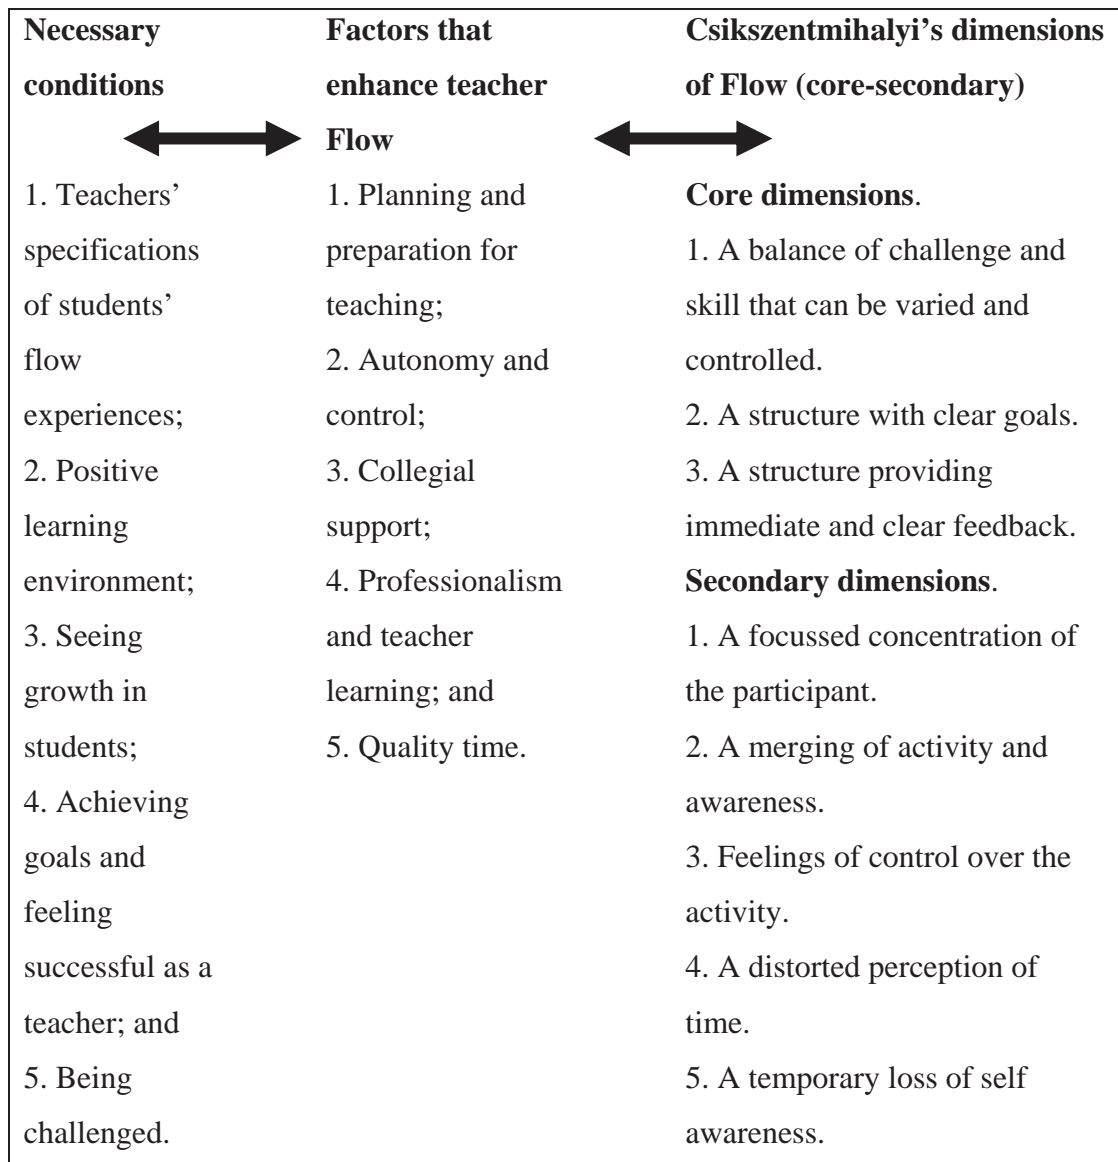 Necessary
conditions
1. Teachers’
specifications
of students’
flow
experiences;
2. Positive
learning
environment;
3. Seeing
growth in
students;
4. Achieving
goals and
feeling
successful as a
teacher; and
5. Being
challenged.
Factors that
enhance teacher
Flow
1. Planning and
preparation for
teaching;
2. Autonomy and
control;
3. Collegial
support;
4. Professionalism
and teacher
learning; and
5. Quality time.
Csikszentmihalyi’s dimensions
of Flow (core-secondary)
Core dimensions.
1. A balance of challenge and
skill that can be varied and
controlled.
2. A structure with clear goals.
3. A structure providing
immediate and clear feedback.
Secondary dimensions.
1. A focussed concentration of
the participant.
2. A merging of activity and
awareness.
3. Feelings of control over the
activity.
4. A distorted perception of
time.
5. A temporary loss of self
awareness.